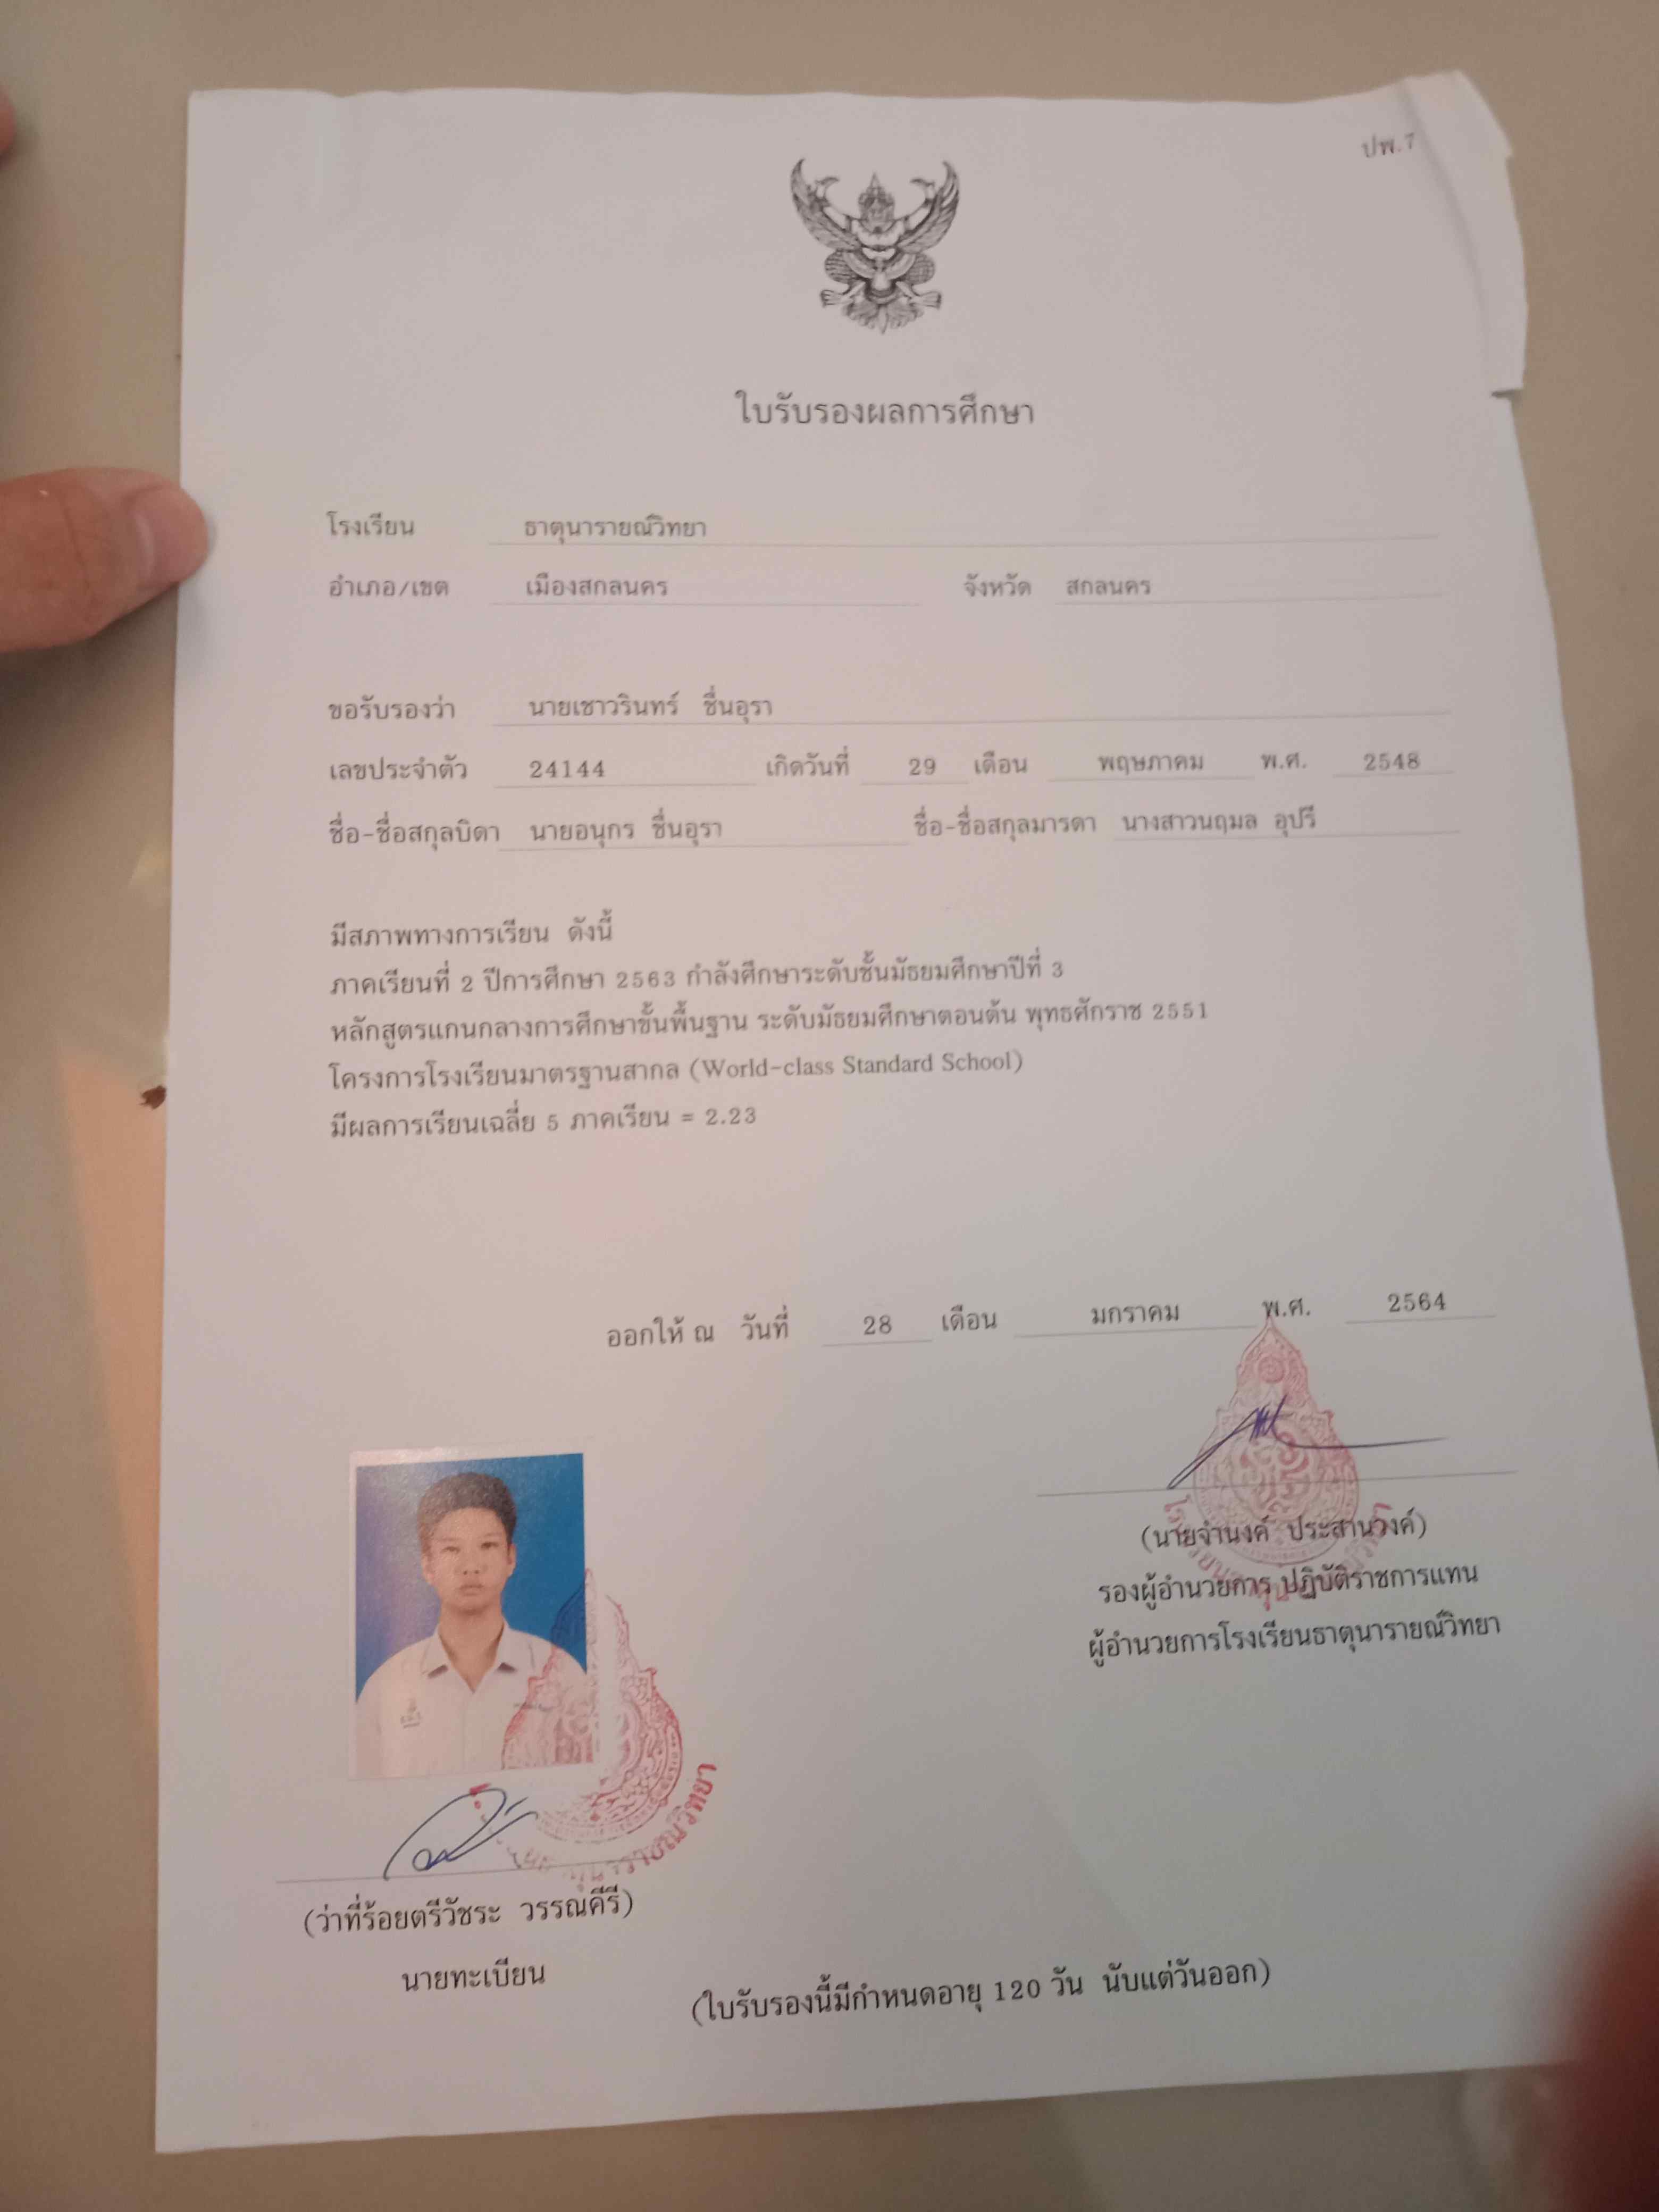 ปพ.7
ใบรับรองผลการศึกษา
โรงเรียน ธาตุนารายณ์วิทยา
อำเภอ/เขต เมืองสกลนคร จังหวัด สกลนคร
ขอรับรองว่า นายเชาวรินทร์ ชื่นอุรา
เลขประจำตัว 24144 เกิดวันที่ 29 เดือน พฤษภาคม พ.ศ. 2548
ชื่อ-ชื่อสกุลบิดา นายอนุกร ชื่นอุรา ชื่อ-ชื่อสกุลมารดา นางสาวนฤมล อุปรี
มีสภาพทางการเรียน ดังนี้
ภาคเรียนที่ 2 ปีการศึกษา 2563 กำลังศึกษาระดับชั้นมัธยมศึกษาปีที่ 3
หลักสูตรแกนกลางการศึกษาขั้นพื้นฐาน ระดับมัธยมศึกษาตอนต้น พุทธศักราช 2551
โครงการโรงเรียนมาตรฐานสากล (World-class Standard School)
มีผลการเรียนเฉลี่ย 5 ภาคเรียน = 2.23
ออกให้ ณ วันที่ 28 เดือน มกราคม พ.ศ. 2564
(นายจำนงค์ ประสานวงค์)
รองผู้อำนวยการ ปฏิบัติราชการแทน
ผู้อำนวยการโรงเรียนธาตุนารายณ์วิทยา
(ว่าที่ร้อยตรีวัชระ วรรณคีรี)
นายทะเบียน
(ใบรับรองนี้มีกำหนดอายุ 120 วัน นับแต่วันออก)